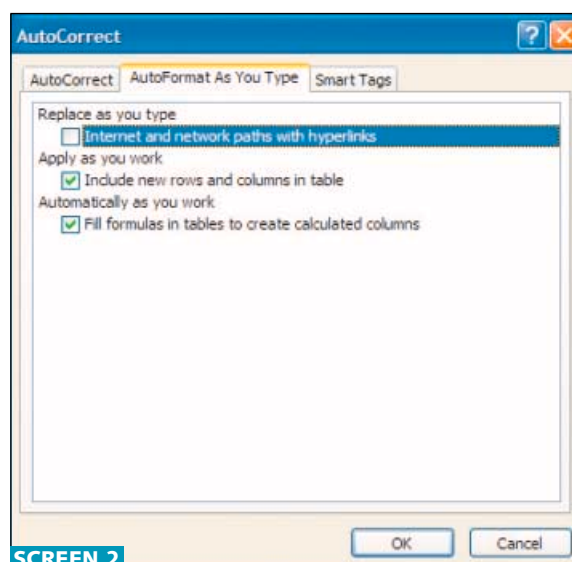 AutoCorrect
AutoCorrect AutoFormat As You Type Smart Tags
Replace as you type
Internet and network paths with hyperlinks
Apply as you work
Include new rows and columns in table
Automatically as you work
Fill formulas in tables to create calculated columns
OK Cancel
SCREEN 2